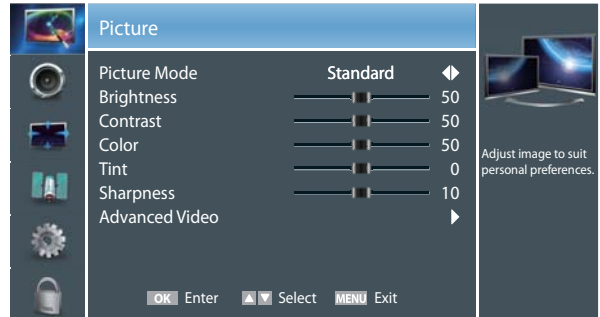 Picture
Picture Mode Standard
Brightness 50
Contrast 50
Color 50
Tint 0
Sharpness 10
Advanced Video
Adjust image to suit
personal preferences.
OK Enter ▲ ▼ Select MENU Exit